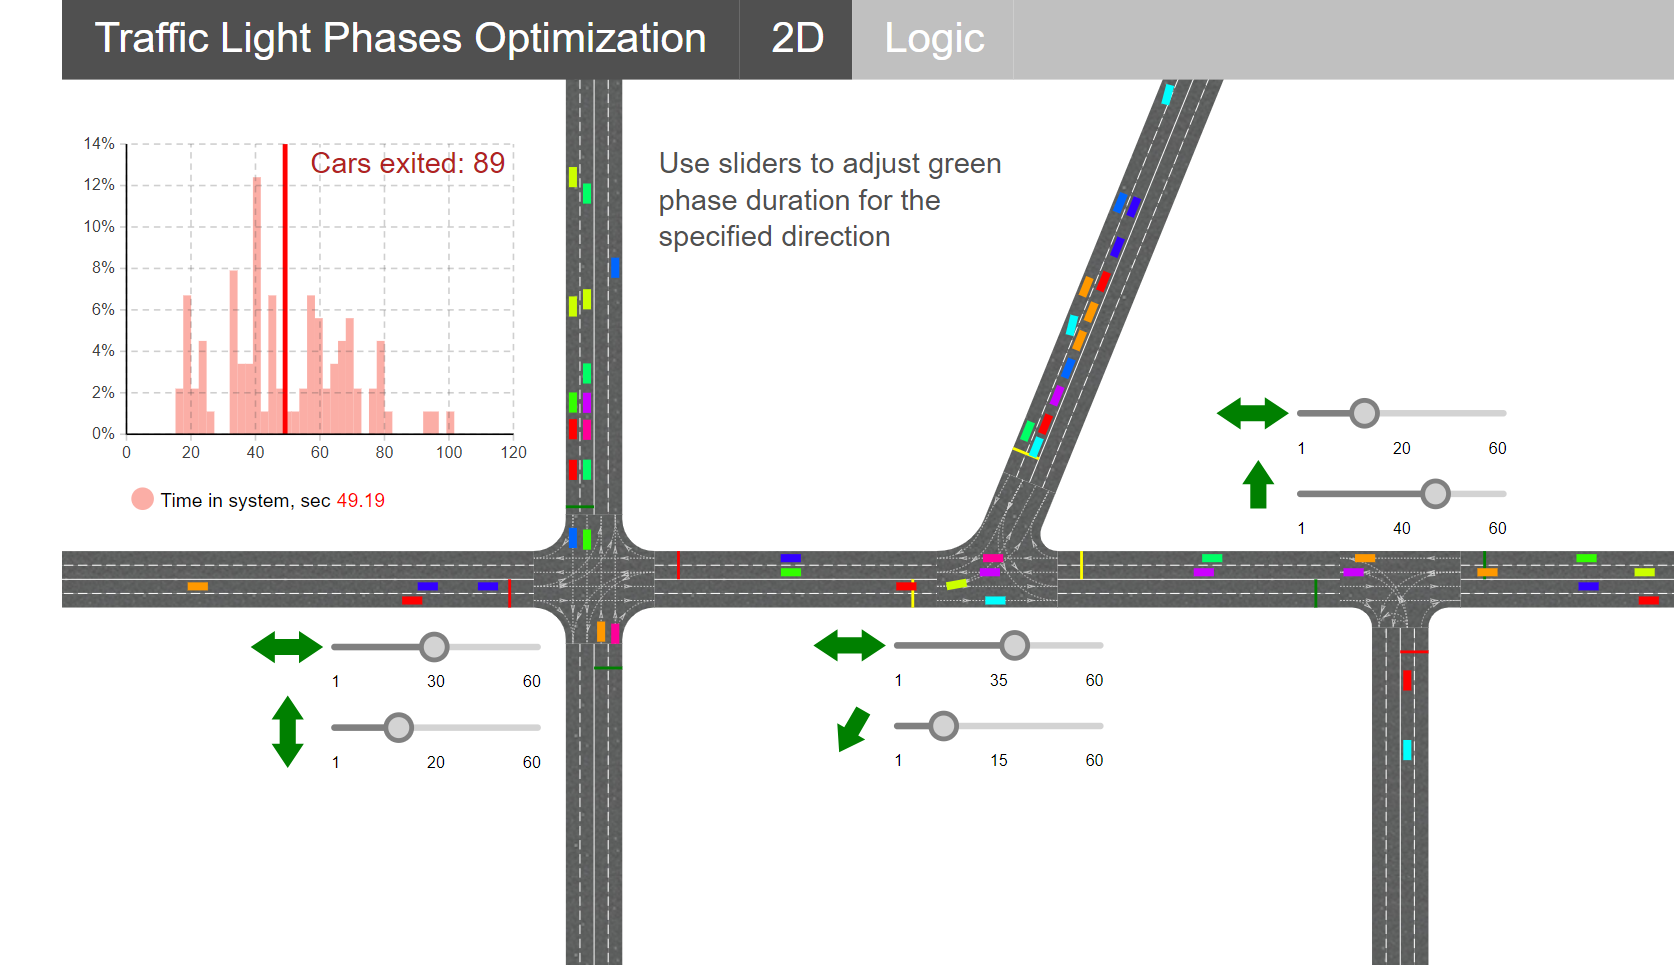 Traffic Light Phases Optimization 2D Logic
14%
12%
10%
8%
6%
4%
2%
0%
0 20 40 60 80 100 120
Cars exited: 89
Time in system, sec 49.19
Use sliders to adjust green
phase duration for the
specified direction
1 20 60
1 40 60
1 30 60
1 20 60
1 35 60
1 15 60